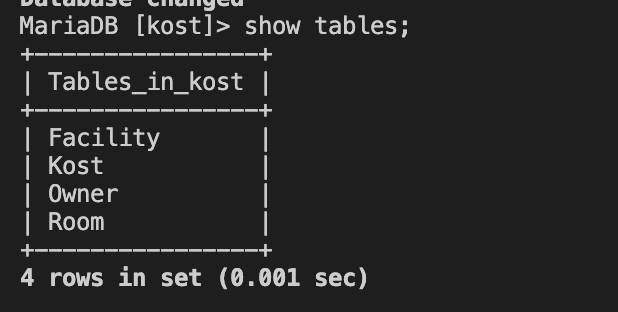 Database changed
MariaDB [kost]> show tables;
+----------------+
| Tables_in_kost |
+----------------+
| Facility       |
| Kost           |
| Owner          |
| Room           |
+----------------+
4 rows in set (0.001 sec)